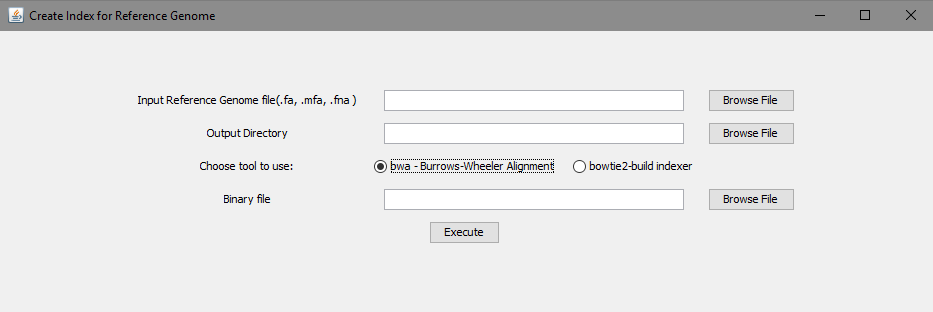 Create Index for Reference Genome
Input Reference Genome file(.fa, .mfa, .fna ) Browse File
Output Directory Browse File
Choose tool to use: bwa - Burrows-Wheeler Alignment bowtie2-build indexer
Binary file Browse File
Execute